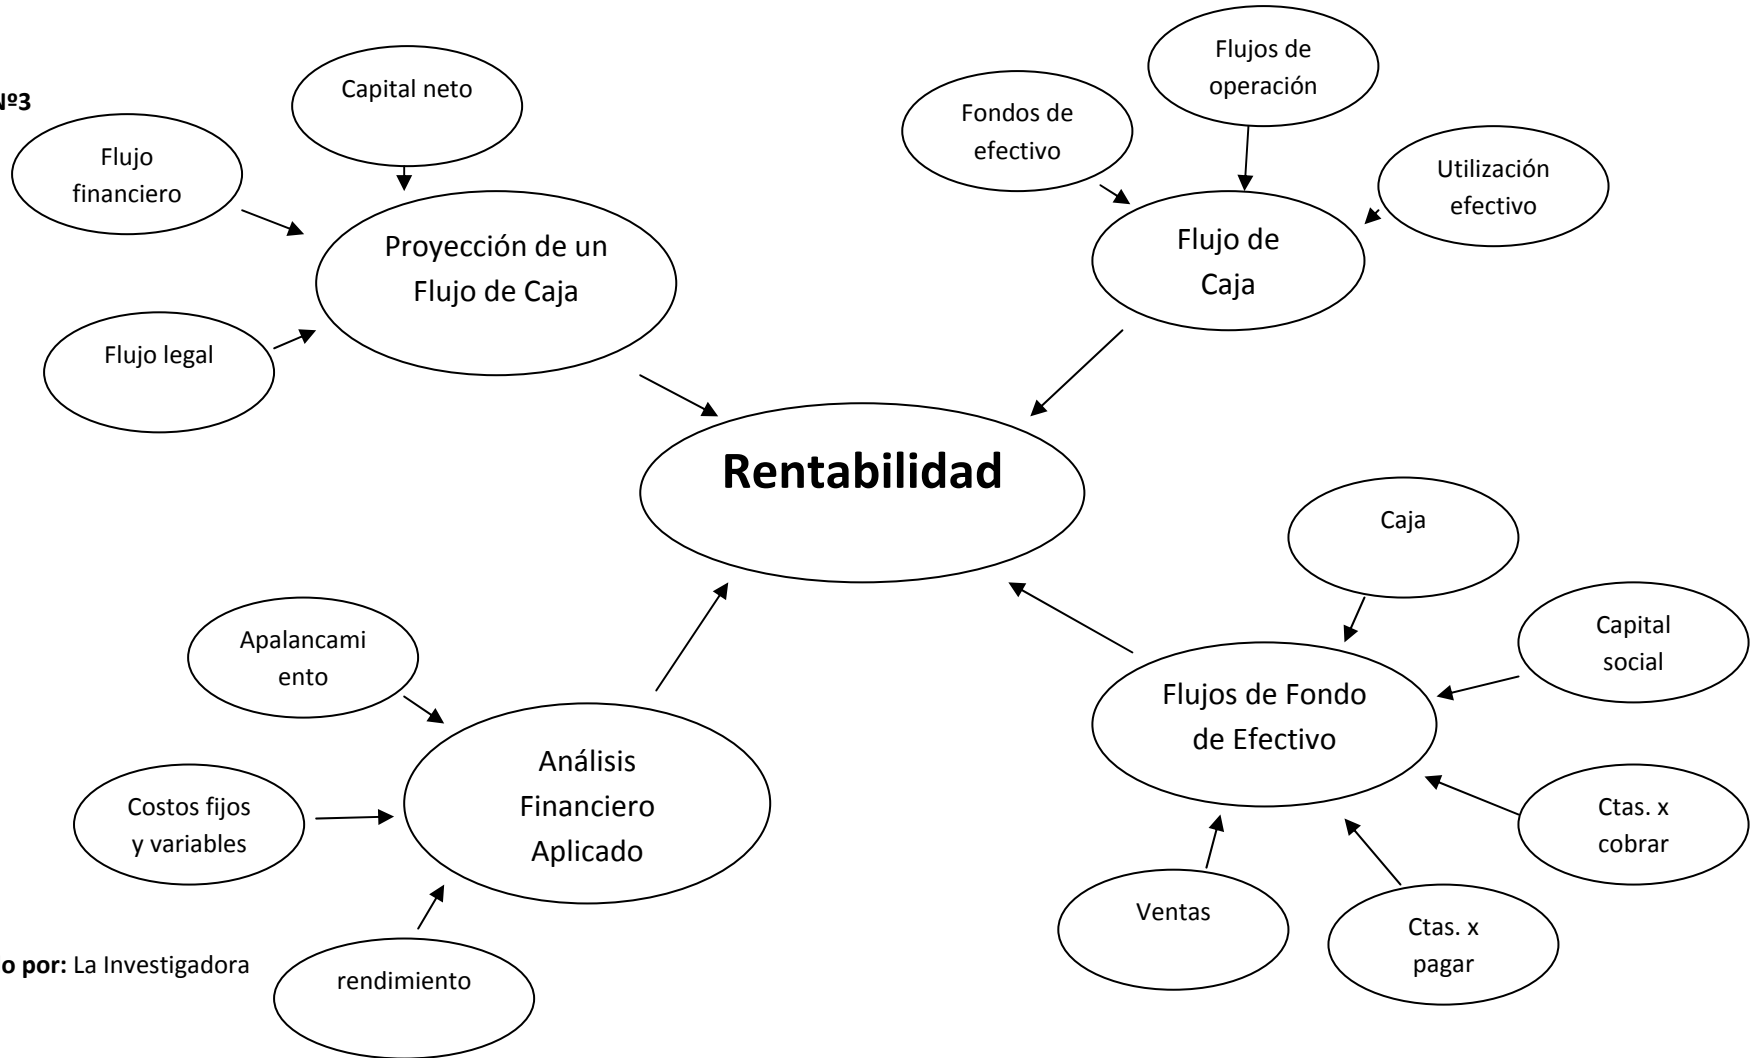 Nº3
Capital neto
Flujo
financiero
Proyección de un
Flujo de Caja
Flujo legal
Flujos de
operación
Fondos de
efectivo
Utilización
efectivo
Flujo de
Caja
Rentabilidad
Caja
Capital
social
Flujos de Fondo
de Efectivo
Ctas. x
cobrar
Ventas
Ctas. x
pagar
Apalancami
ento
Análisis
Financiero
Aplicado
Costos fijos
y variables
rendimiento
o por: La Investigadora